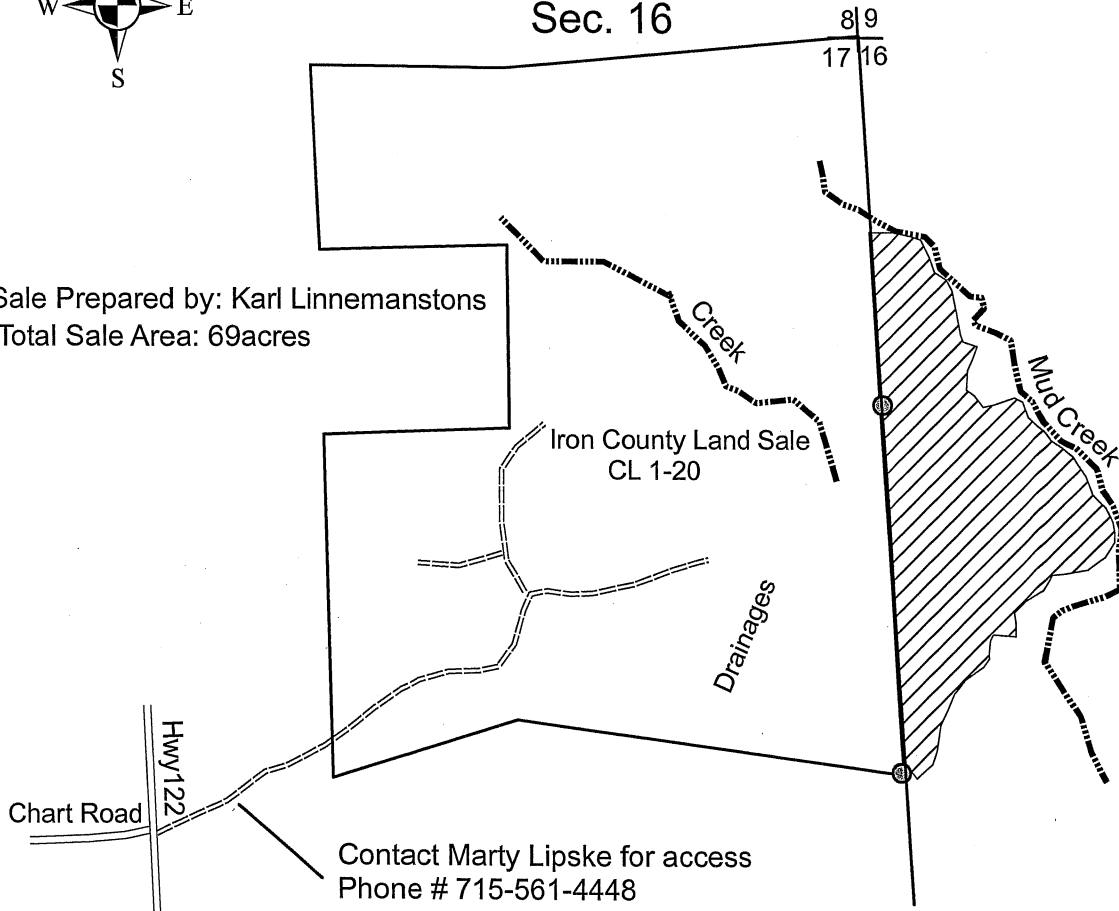 W E
S
Sec. 16
8 9
17 16
Sale Prepared by: Karl Linnemanstons
Total Sale Area: 69acres
Creek
Mud Creek
Iron County Land Sale
CL 1-20
Drainages
Hwy122
Chart Road
Contact Marty Lipske for access
Phone # 715-561-4448